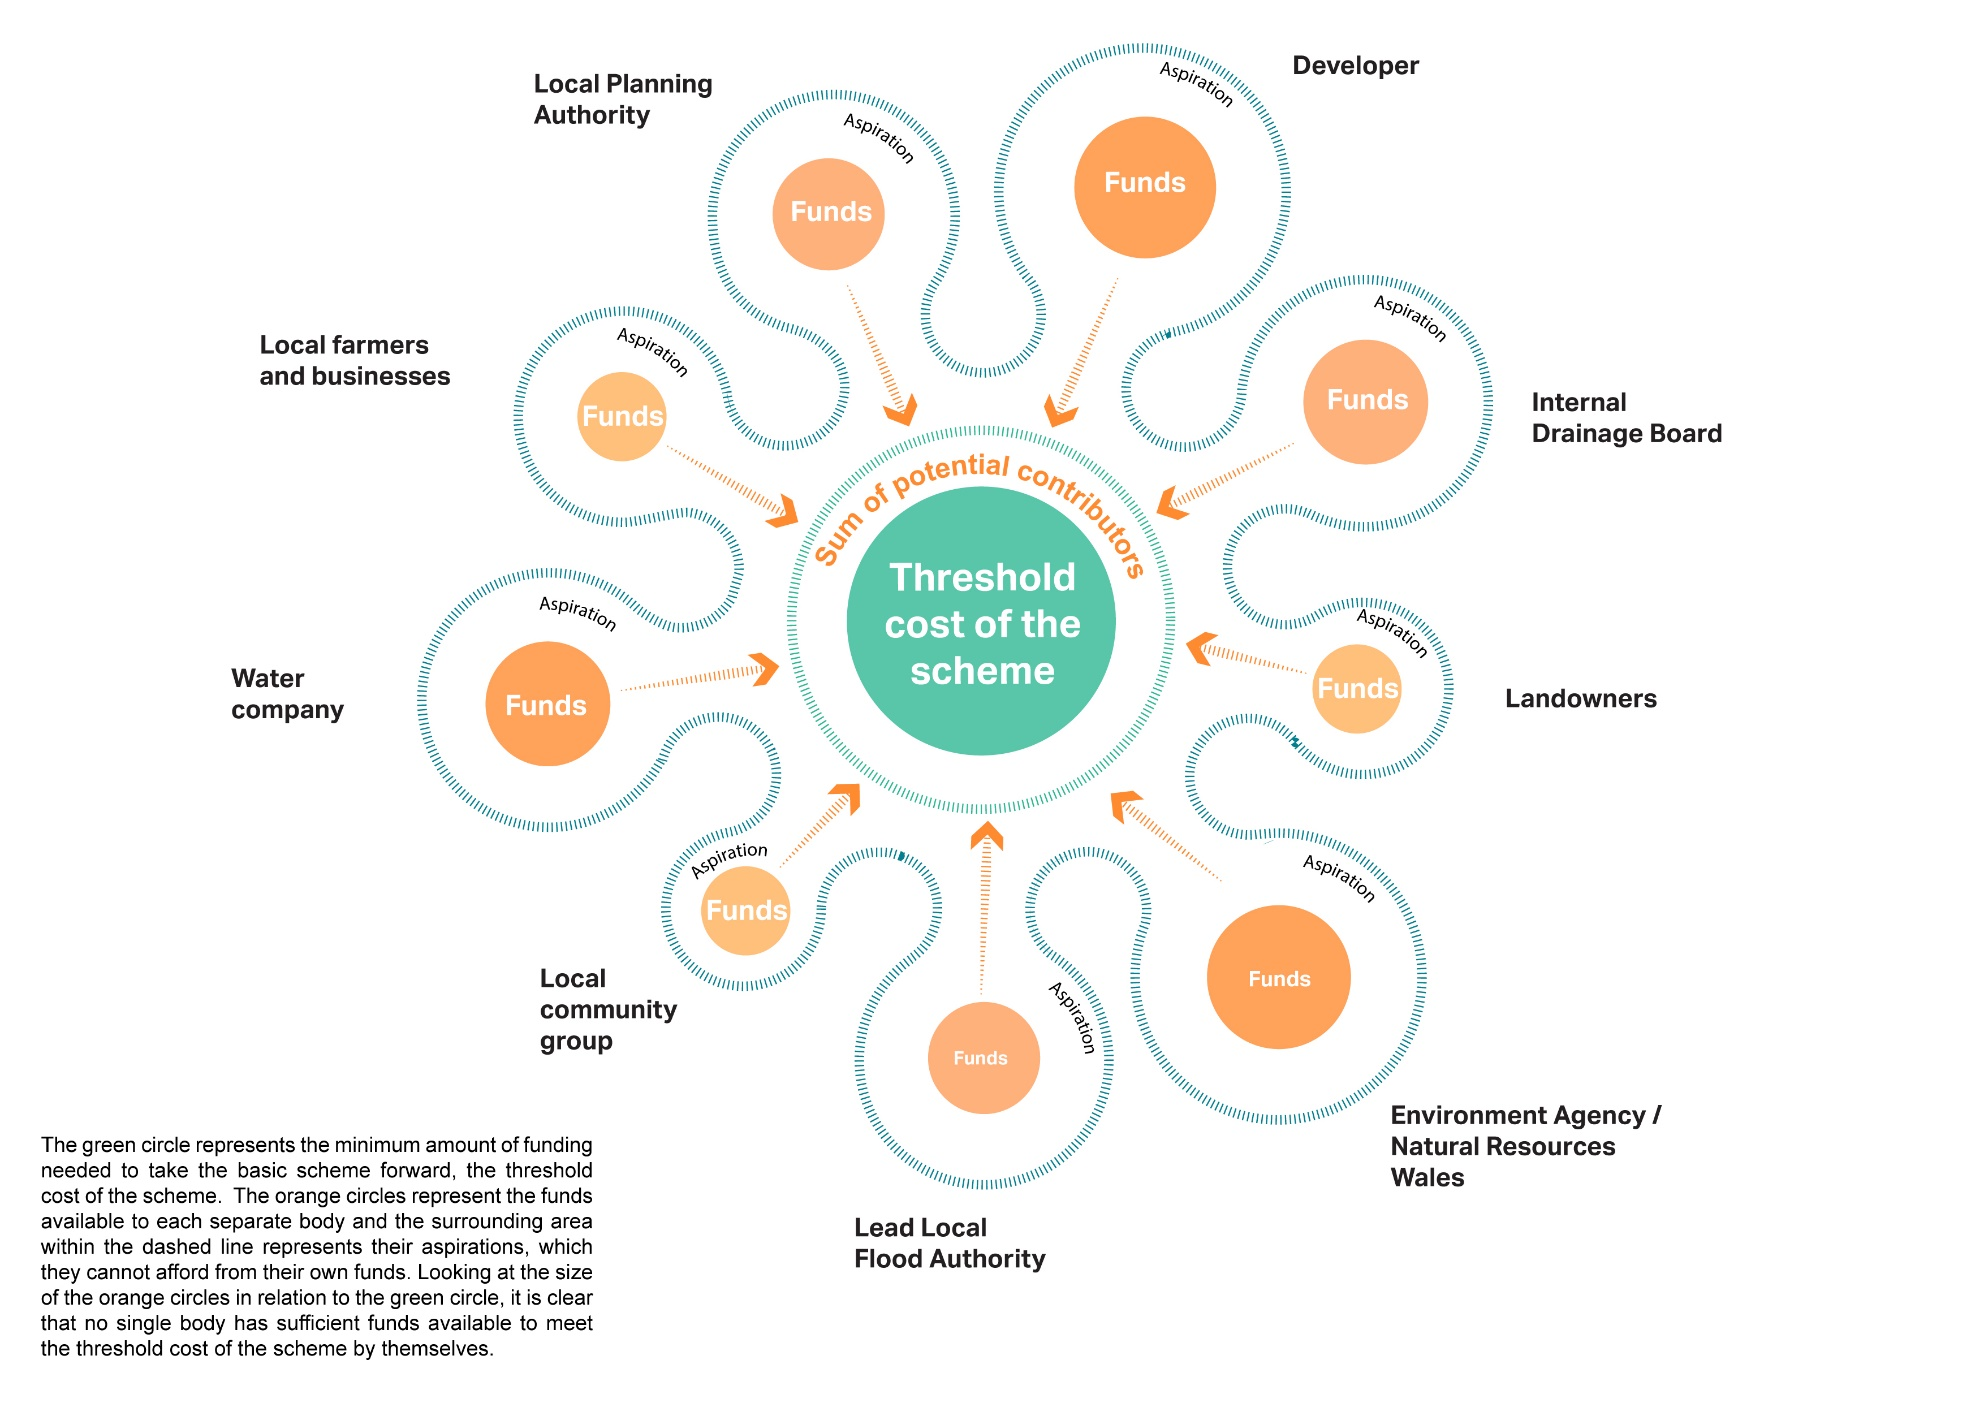 Developer
Aspiration
Funds
Local Planning
Authority
Aspiration
Funds
Local farmers
and businesses
Aspiration
Funds
Aspiration
Funds
Internal
Drainage Board
Sum of potential contributors
Threshold
cost of the
scheme
Water
company
Aspiration
Funds
Aspiration
Funds
Landowners
Aspiration
Funds
Local
community
group
Aspiration
Funds
Lead Local
Flood Authority
Aspiration
Funds
Environment Agency /
Natural Resources
Wales
The green circle represents the minimum amount of funding
needed to take the basic scheme forward, the threshold
cost of the scheme. The orange circles represent the funds
available to each separate body and the surrounding area
within the dashed line represents their aspirations, which
they cannot afford from their own funds. Looking at the size
of the orange circles in relation to the green circle, it is clear
that no single body has sufficient funds available to meet
the threshold cost of the scheme by themselves.